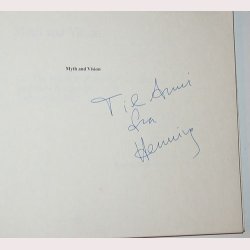 Myth and Vision
Til Anni
fra
Henning